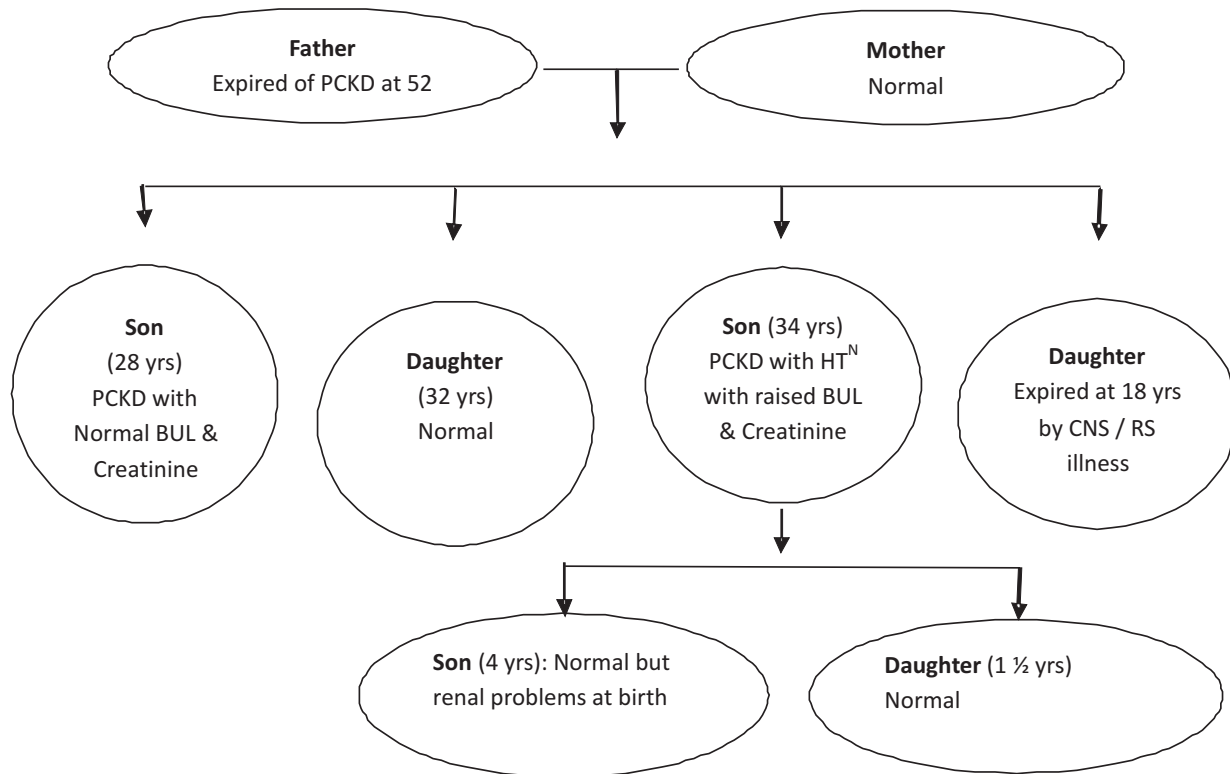 Father
Expired of PCKD at 52
Mother
Normal
Son
(28 yrs)
PCKD with
Normal BUL &
Creatinine
Daughter
(32 yrs)
Normal
Son (34 yrs)
PCKD with HTᴺ
with raised BUL
& Creatinine
Daughter
Expired at 18 yrs
by CNS / RS
illness
Son (4 yrs): Normal but
renal problems at birth
Daughter (1 ½ yrs)
Normal